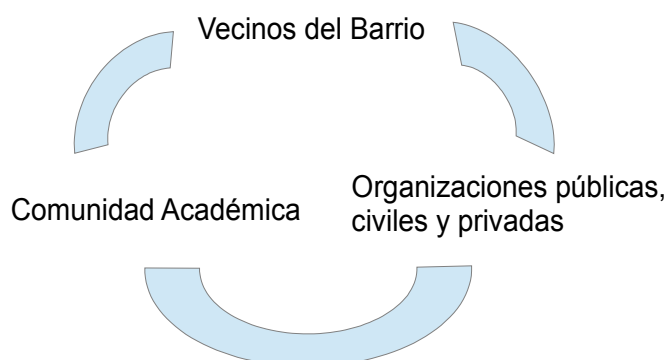 Vecinos del Barrio
Comunidad Académica
Organizaciones públicas,
civiles y privadas